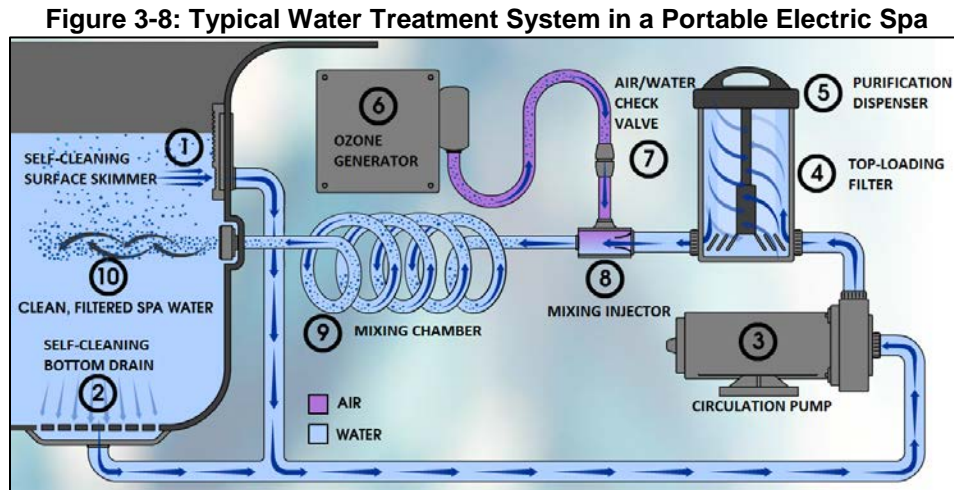 Figure 3-8: Typical Water Treatment System in a Portable Electric Spa
1
SELF-CLEANING
SURFACE SKIMMER
6
OZONE
GENERATOR
AIR/WATER
CHECK
VALVE
7
5
PURIFICATION
DISPENSER
4
TOP-LOADING
FILTER
10
CLEAN, FILTERED SPA WATER
8
MIXING INJECTOR
9
MIXING CHAMBER
SELF-CLEANING
BOTTOM DRAIN
2
3
CIRCULATION PUMP
AIR
WATER